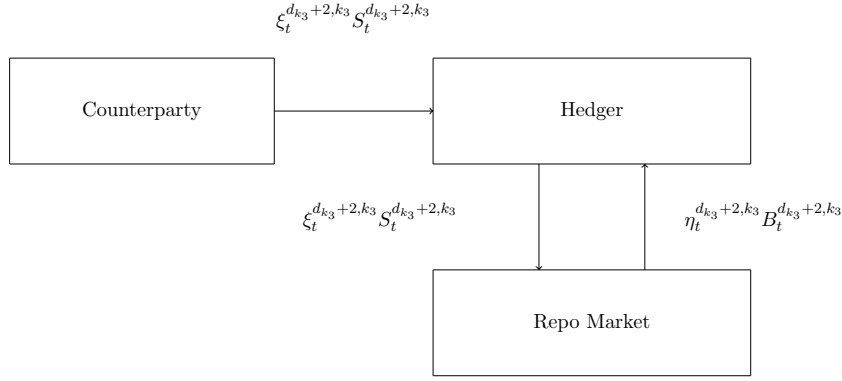 ξ_t^{d_{k_3}+2,k_3} S_t^{d_{k_3}+2,k_3}
Counterparty
Hedger
ξ_t^{d_{k_3}+2,k_3} S_t^{d_{k_3}+2,k_3}
η_t^{d_{k_3}+2,k_3} B_t^{d_{k_3}+2,k_3}
Repo Market